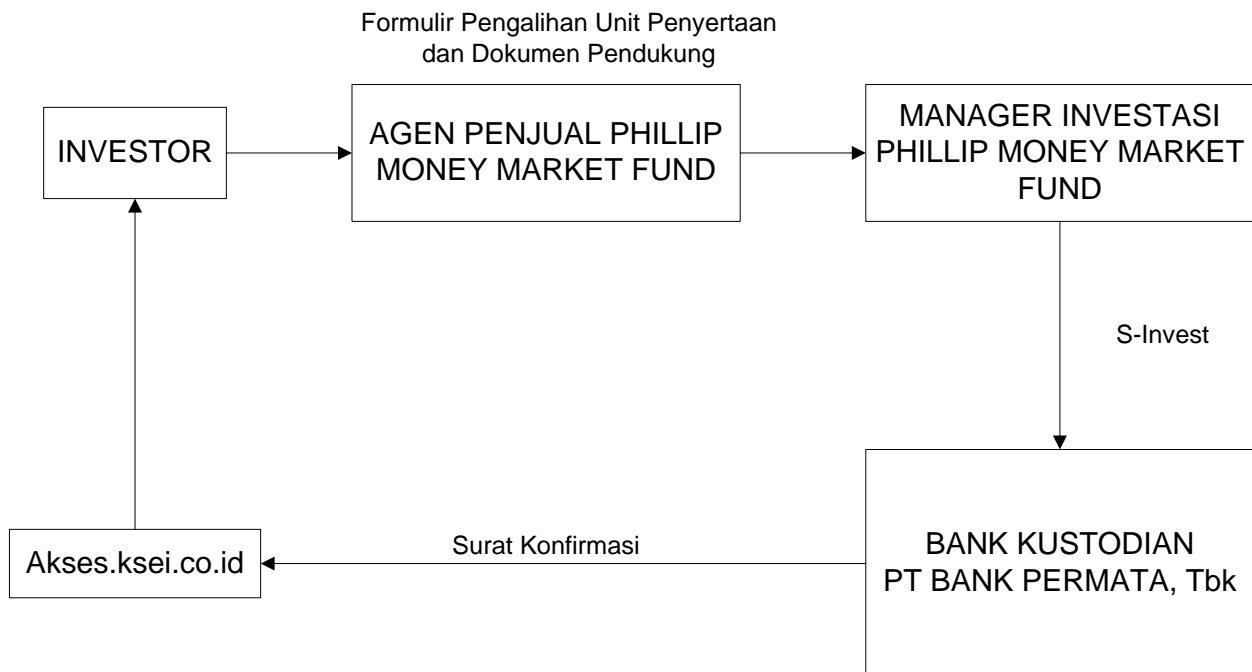 Formulir Pengalihan Unit Penyertaan
dan Dokumen Pendukung
INVESTOR
AGEN PENJUAL PHILLIP
MONEY MARKET FUND
MANAGER INVESTASI
PHILLIP MONEY MARKET
FUND
S-Invest
Akses.ksei.co.id
Surat Konfirmasi
BANK KUSTODIAN
PT BANK PERMATA, Tbk